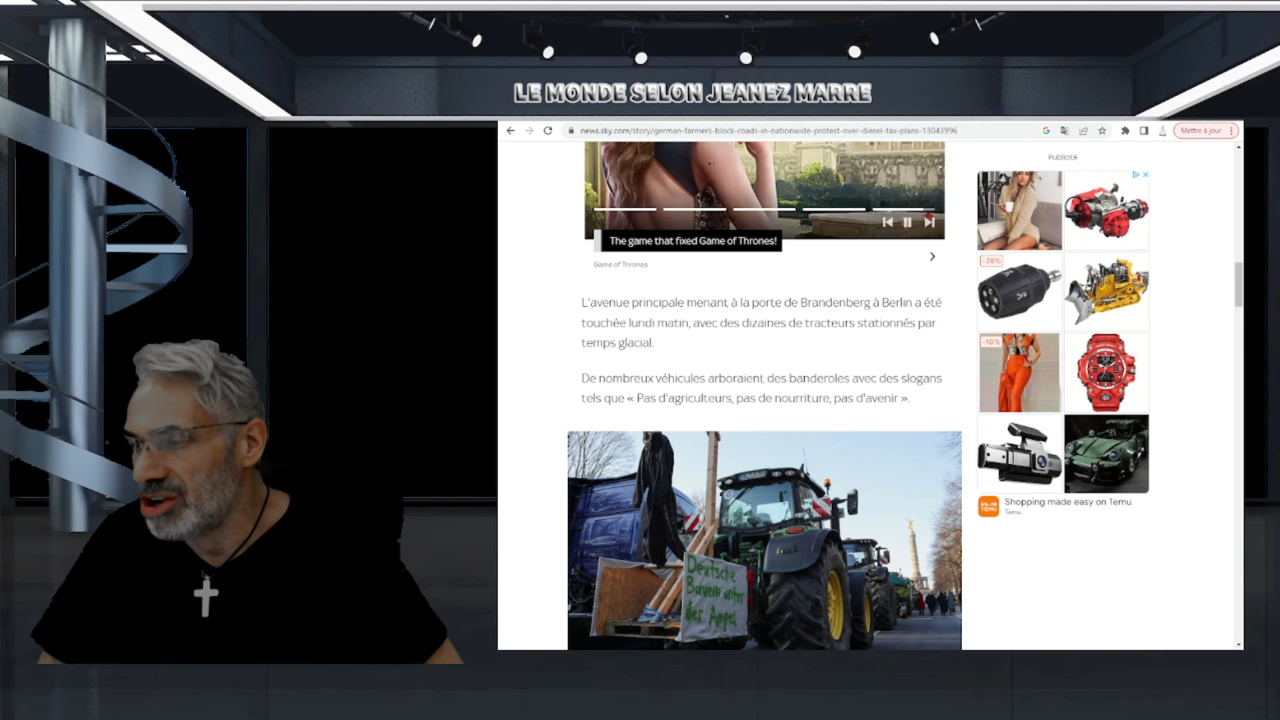 LE MONDE SELON JEANEZ MARRE
news.sky.com/story/german-farmers-block-roads-in-nationwide-protest-over-diesel-tax-plans-13043996
Mettre à jour
Publicité
The game that fixed Game of Thrones!
Game of Thrones
L'avenue principale menant à la porte de Brandenberg à Berlin a été
touchée lundi matin, avec des dizaines de tracteurs stationnés par
temps glacial.
De nombreux véhicules arboraient des banderoles avec des slogans
tels que « Pas d'agriculteurs, pas de nourriture, pas d'avenir ».
-28%
-10%
TEMU
Shopping made easy on Temu
Temu
Deutsche
Bauern unter
der Ampel